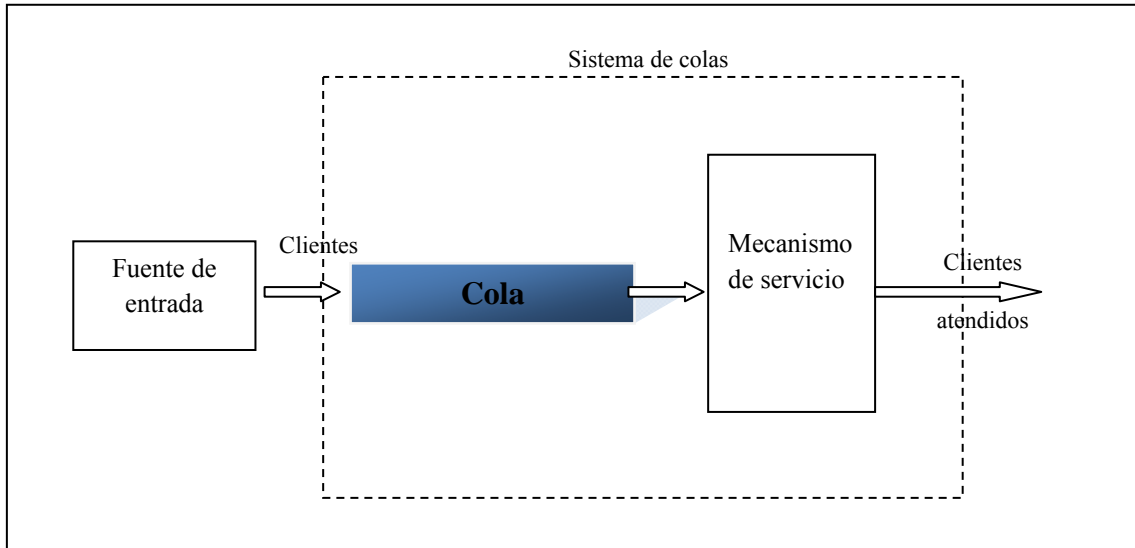 Sistema de colas
Clientes
Fuente de
entrada
Cola
Mecanismo
de servicio
Clientes
atendidos